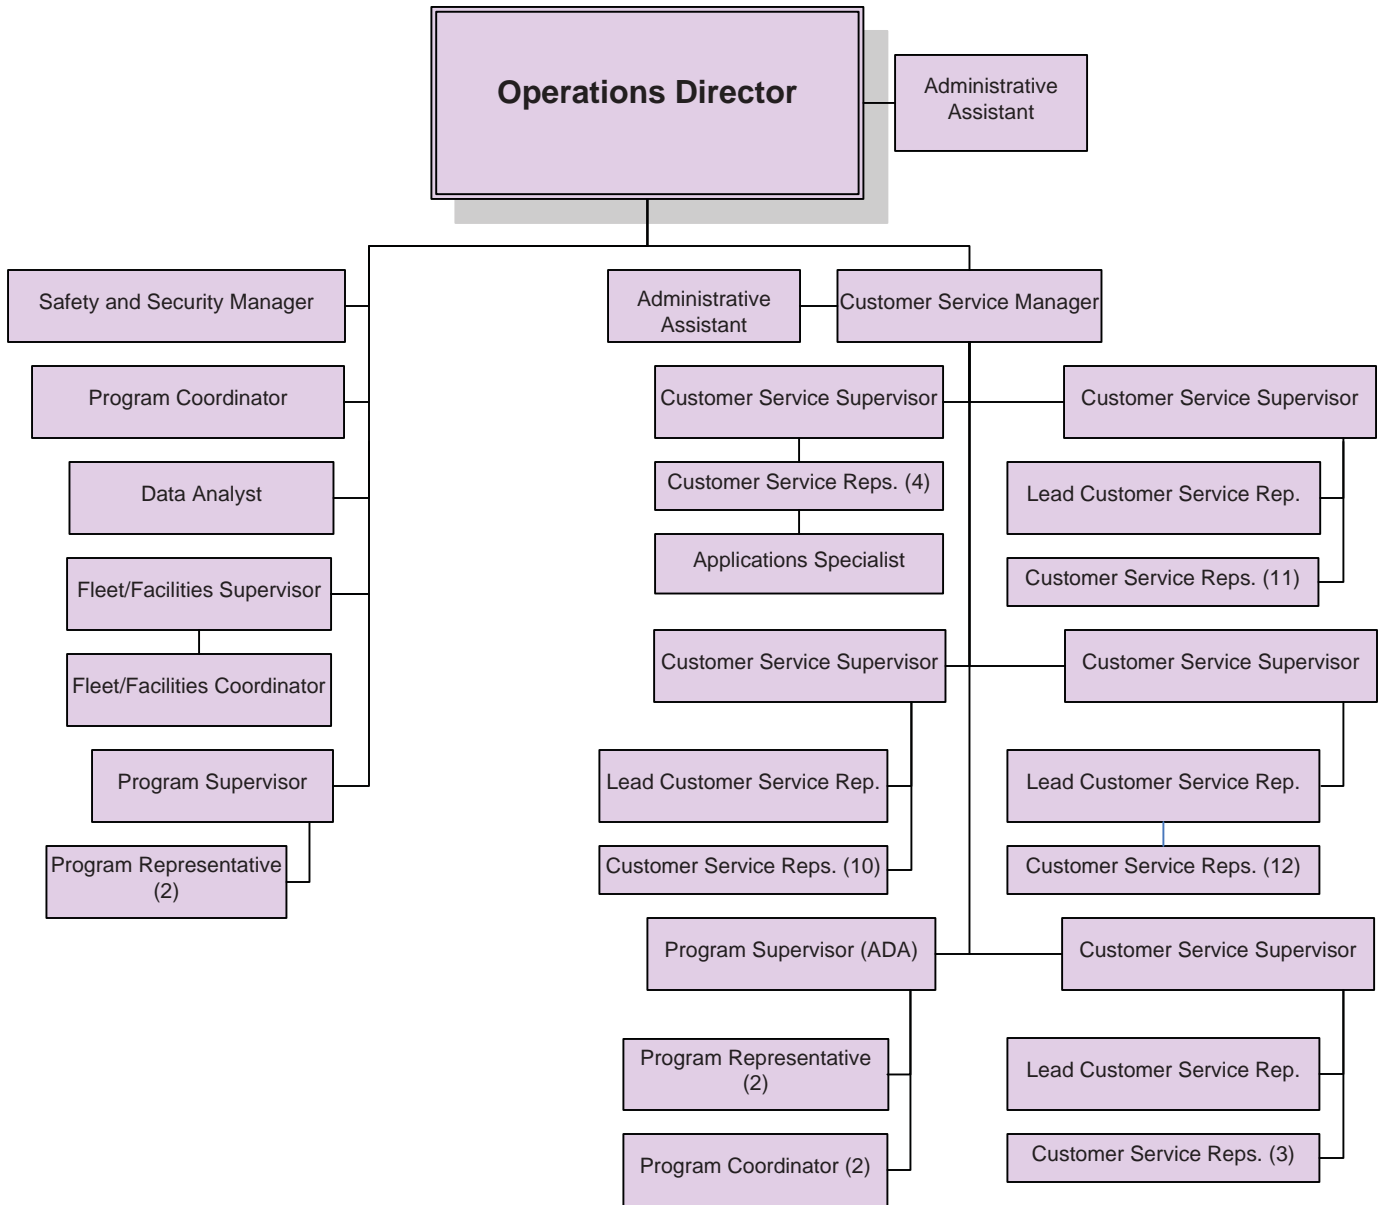 Operations Director
Administrative
Assistant
Safety and Security Manager
Administrative
Assistant
Customer Service Manager
Program Coordinator
Customer Service Supervisor
Customer Service Supervisor
Data Analyst
Customer Service Reps. (4)
Lead Customer Service Rep.
Applications Specialist
Customer Service Reps. (11)
Fleet/Facilities Supervisor
Fleet/Facilities Coordinator
Customer Service Supervisor
Customer Service Supervisor
Program Supervisor
Lead Customer Service Rep.
Lead Customer Service Rep.
Program Representative
(2)
Customer Service Reps. (10)
Customer Service Reps. (12)
Program Supervisor (ADA)
Customer Service Supervisor
Program Representative
(2)
Lead Customer Service Rep.
Program Coordinator (2)
Customer Service Reps. (3)